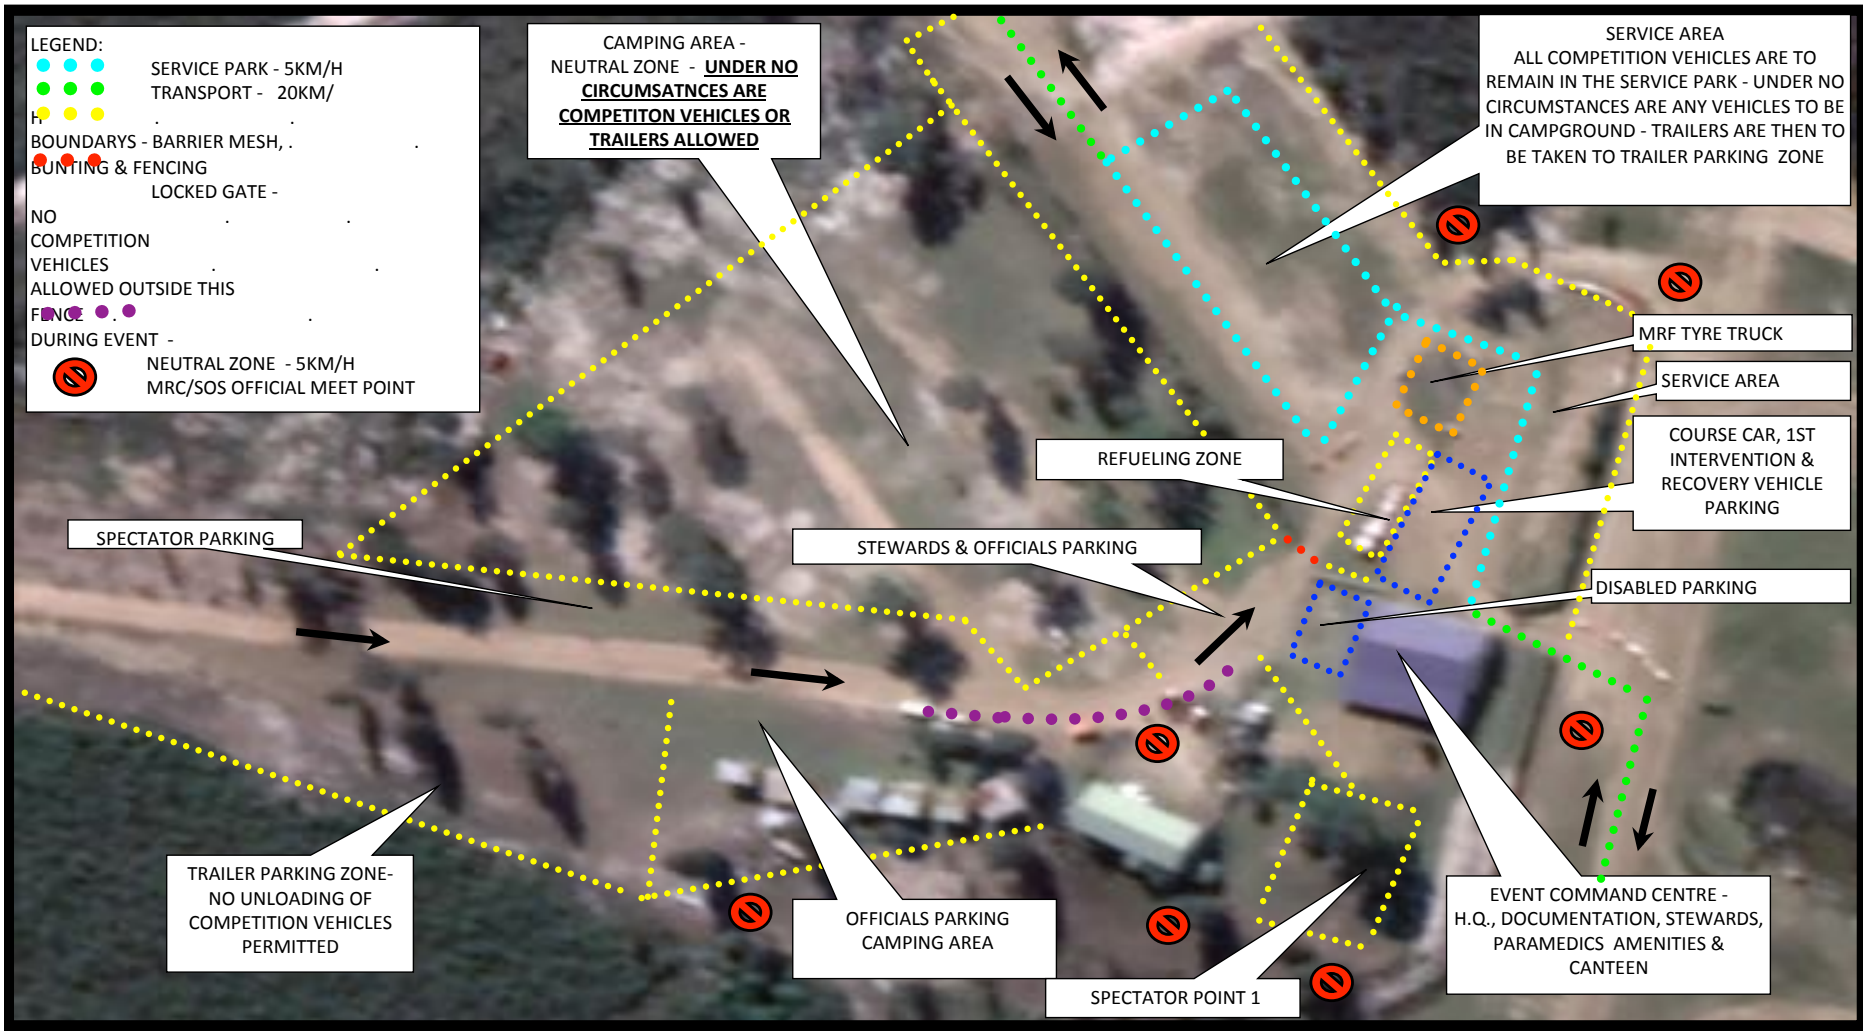 LEGEND:
SERVICE PARK - 5KM/H
TRANSPORT - 20KM/
H . .
BOUNDARYS - BARRIER MESH, . .
BUNTING & FENCING
LOCKED GATE -
NO . .
COMPETITION
VEHICLES . .
ALLOWED OUTSIDE THIS
FENCE . .
DURING EVENT -
NEUTRAL ZONE - 5KM/H
MRC/SOS OFFICIAL MEET POINT
CAMPING AREA -
NEUTRAL ZONE - UNDER NO
CIRCUMSATNCES ARE
COMPETITON VEHICLES OR
TRAILERS ALLOWED
SERVICE AREA
ALL COMPETITION VEHICLES ARE TO
REMAIN IN THE SERVICE PARK - UNDER NO
CIRCUMSTANCES ARE ANY VEHICLES TO BE
IN CAMPGROUND - TRAILERS ARE THEN TO
BE TAKEN TO TRAILER PARKING ZONE
MRF TYRE TRUCK
SERVICE AREA
COURSE CAR, 1ST
INTERVENTION &
RECOVERY VEHICLE
PARKING
REFUELING ZONE
SPECTATOR PARKING
STEWARDS & OFFICIALS PARKING
DISABLED PARKING
TRAILER PARKING ZONE-
NO UNLOADING OF
COMPETITION VEHICLES
PERMITTED
OFFICIALS PARKING
CAMPING AREA
SPECTATOR POINT 1
EVENT COMMAND CENTRE -
H.Q., DOCUMENTATION, STEWARDS,
PARAMEDICS AMENITIES &
CANTEEN